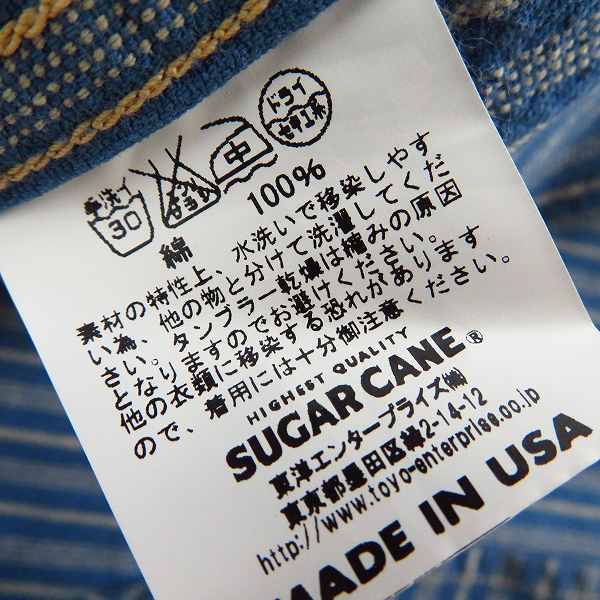 手洗イ
30
エンソサラシ
中
ドライ
セキユ系
綿 100%
素材の特性上、水洗いで移染しやす
い為、他の物と分けて洗濯してくだ
さい。タンブラー乾燥は縮みの原因
となりますのでお避けください。
他の衣類に移染する恐れがあります
ので、着用には十分御注意ください。
HIGHEST QUALITY
SUGAR CANE®
東洋エンタープライズ㈱
東京都墨田区緑2-14-12
http://www.toyo-enterprise.co.jp
MADE IN USA